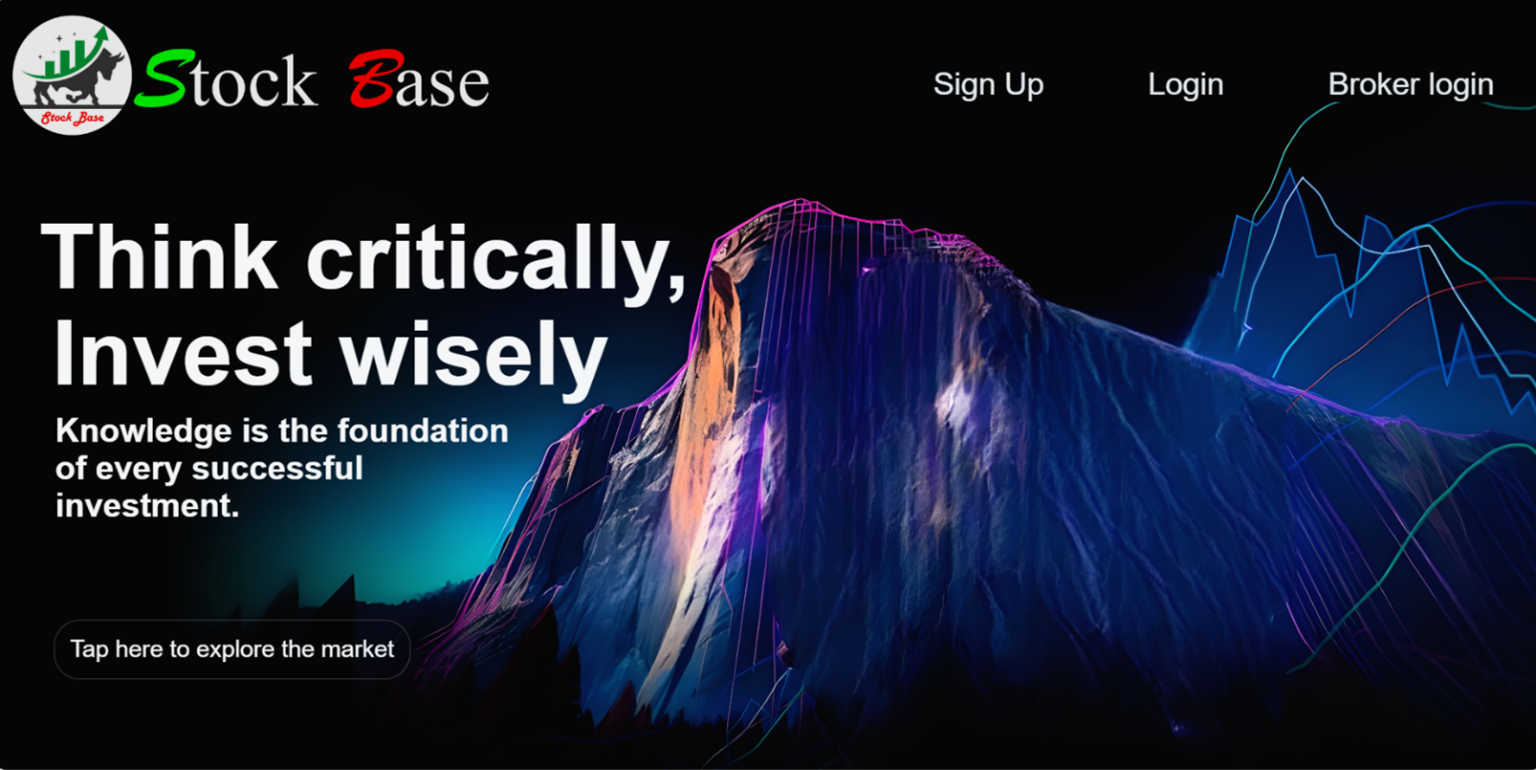 Stock Base
Stock Base
Sign Up
Login
Broker login
Think critically,
Invest wisely
Knowledge is the foundation
of every successful
investment.
Tap here to explore the market